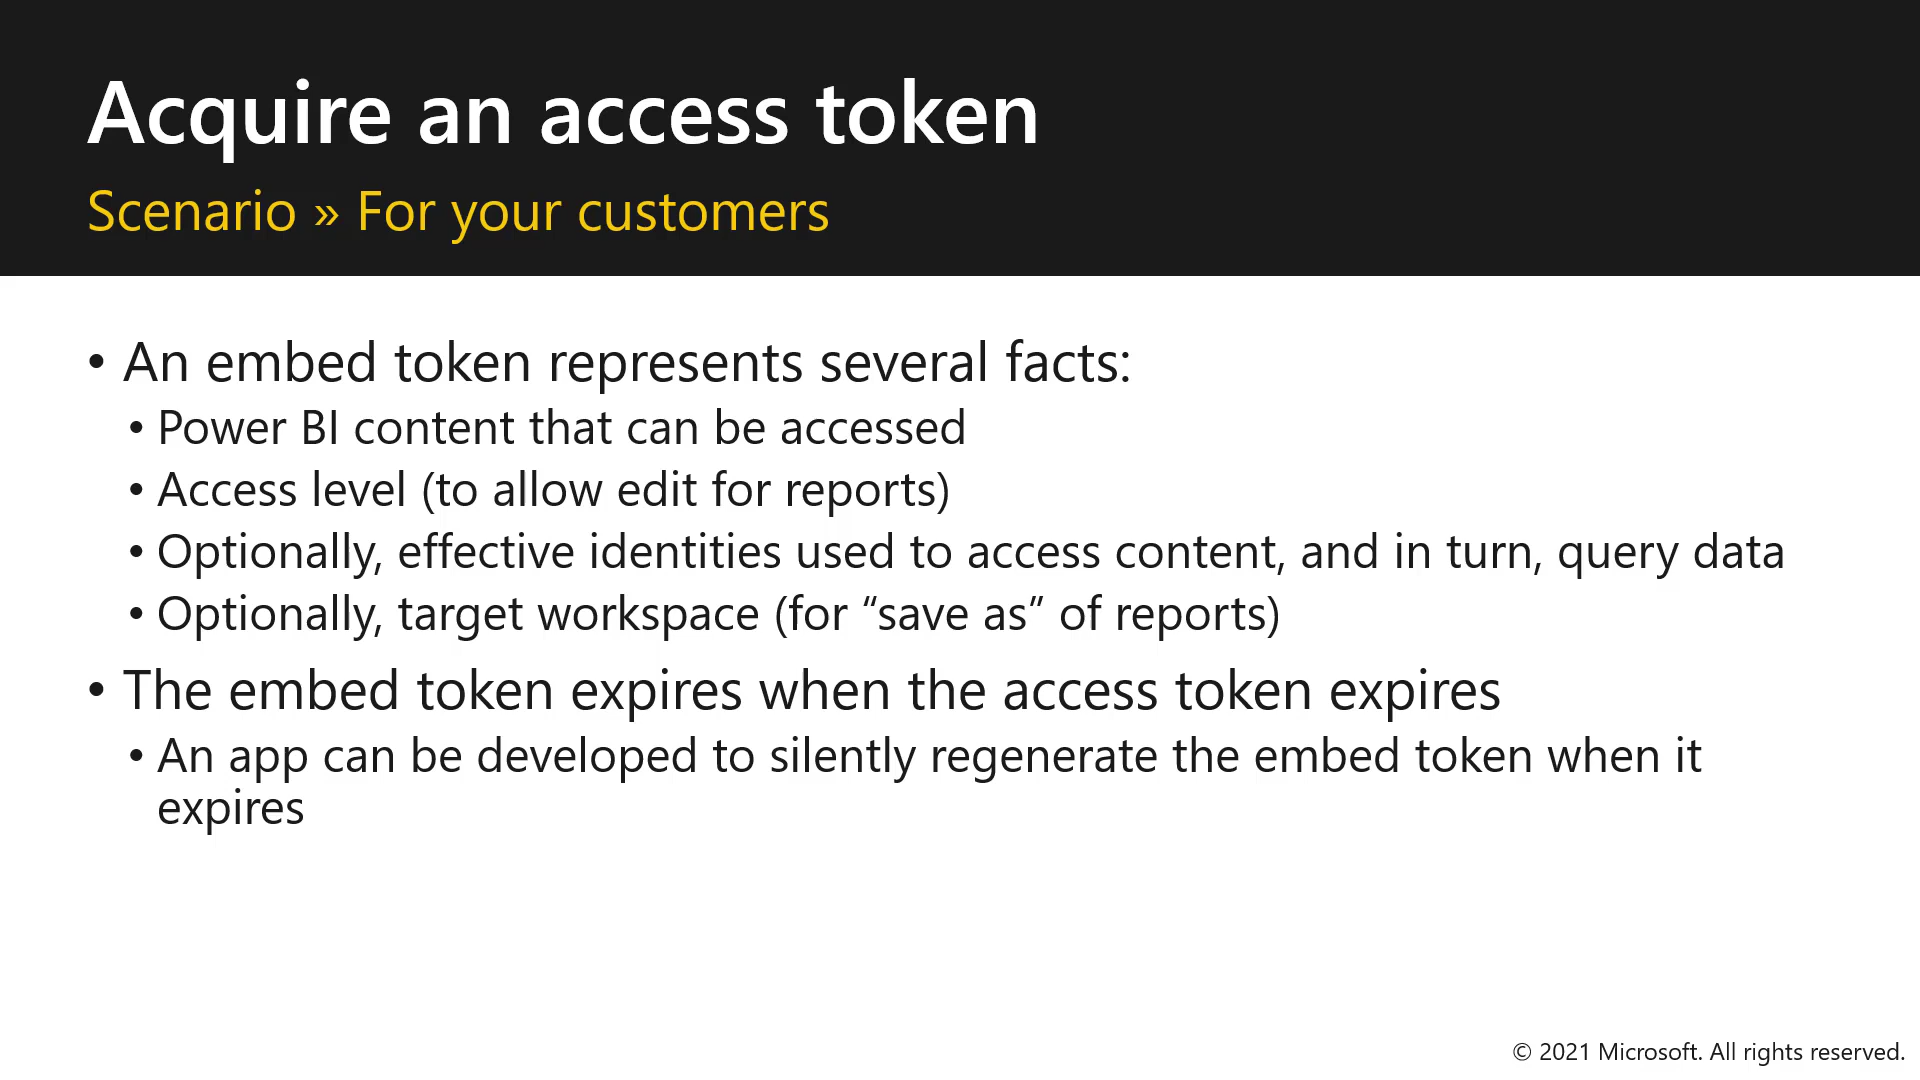 Acquire an access token
Scenario » For your customers
• An embed token represents several facts:
• Power BI content that can be accessed
• Access level (to allow edit for reports)
• Optionally, effective identities used to access content, and in turn, query data
• Optionally, target workspace (for “save as” of reports)
• The embed token expires when the access token expires
• An app can be developed to silently regenerate the embed token when it
expires
© 2021 Microsoft. All rights reserved.